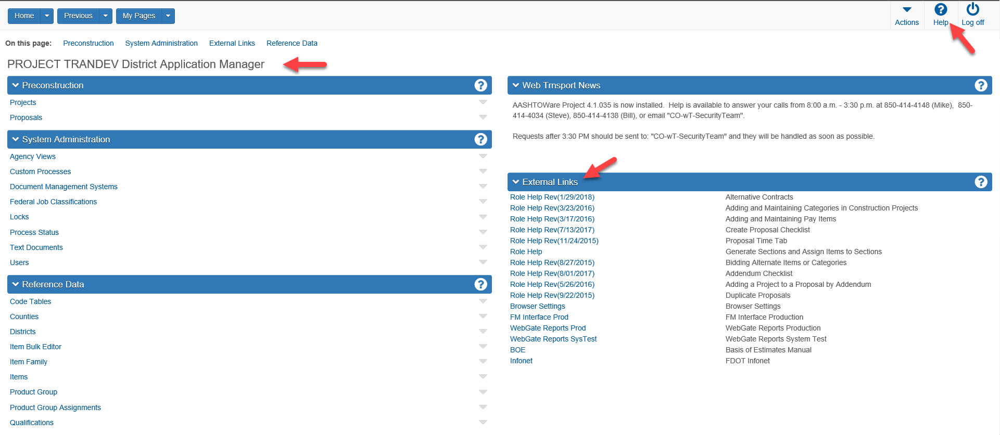 Home Previous My Pages Actions Help Log off
On this page: Preconstruction System Administration External Links Reference Data
PROJECT TRANDEV District Application Manager
Preconstruction
Projects
Proposals
System Administration
Agency Views
Custom Processes
Document Management Systems
Federal Job Classifications
Locks
Process Status
Text Documents
Users
Reference Data
Code Tables
Counties
Districts
Item Bulk Editor
Item Family
Items
Product Group
Product Group Assignments
Qualifications
Web Trnsport News
AASHTOWare Project 4.1.035 is now installed.  Help is available to answer your calls from 8:00 a.m. - 3:30 p.m. at 850-414-4148 (Mike),  850-
414-4034 (Steve), 850-414-4138 (Bill), or email "CO-wT-SecurityTeam".
Requests after 3:30 PM should be sent to: "CO-wT-SecurityTeam" and they will be handled as soon as possible.
External Links
Role Help Rev(1/29/2018) Alternative Contracts
Role Help Rev(3/23/2016) Adding and Maintaining Categories in Construction Projects
Role Help Rev(3/17/2016) Adding and Maintaining Pay Items
Role Help Rev(7/13/2017) Create Proposal Checklist
Role Help Rev(11/24/2015) Proposal Time Tab
Role Help Generate Sections and Assign Items to Sections
Role Help Rev(8/27/2015) Bidding Alternate Items or Categories
Role Help Rev(8/01/2017) Addendum Checklist
Role Help Rev(5/26/2016) Adding a Project to a Proposal by Addendum
Role Help Rev(9/22/2015) Duplicate Proposals
Browser Settings Browser Settings
FM Interface Prod FM Interface Production
WebGate Reports Prod WebGate Reports Production
WebGate Reports SysTest WebGate Reports System Test
BOE Basis of Estimates Manual
Infonet FDOT Infonet